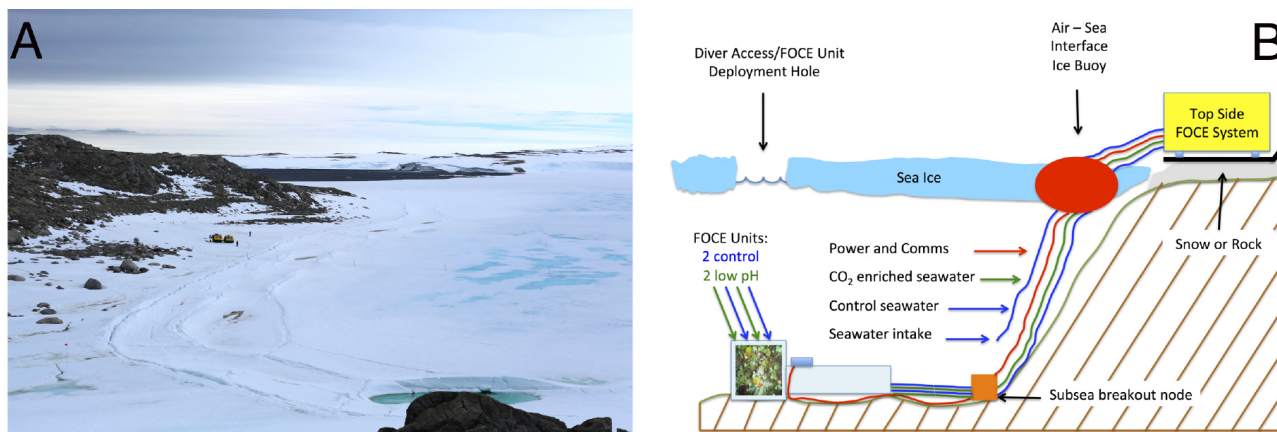 A
B
Diver Access/FOCE Unit
Deployment Hole
Air – Sea
Interface
Ice Buoy
Top Side
FOCE System
Sea Ice
Snow or Rock
FOCE Units:
2 control
2 low pH
Power and Comms
CO₂ enriched seawater
Control seawater
Seawater intake
Subsea breakout node